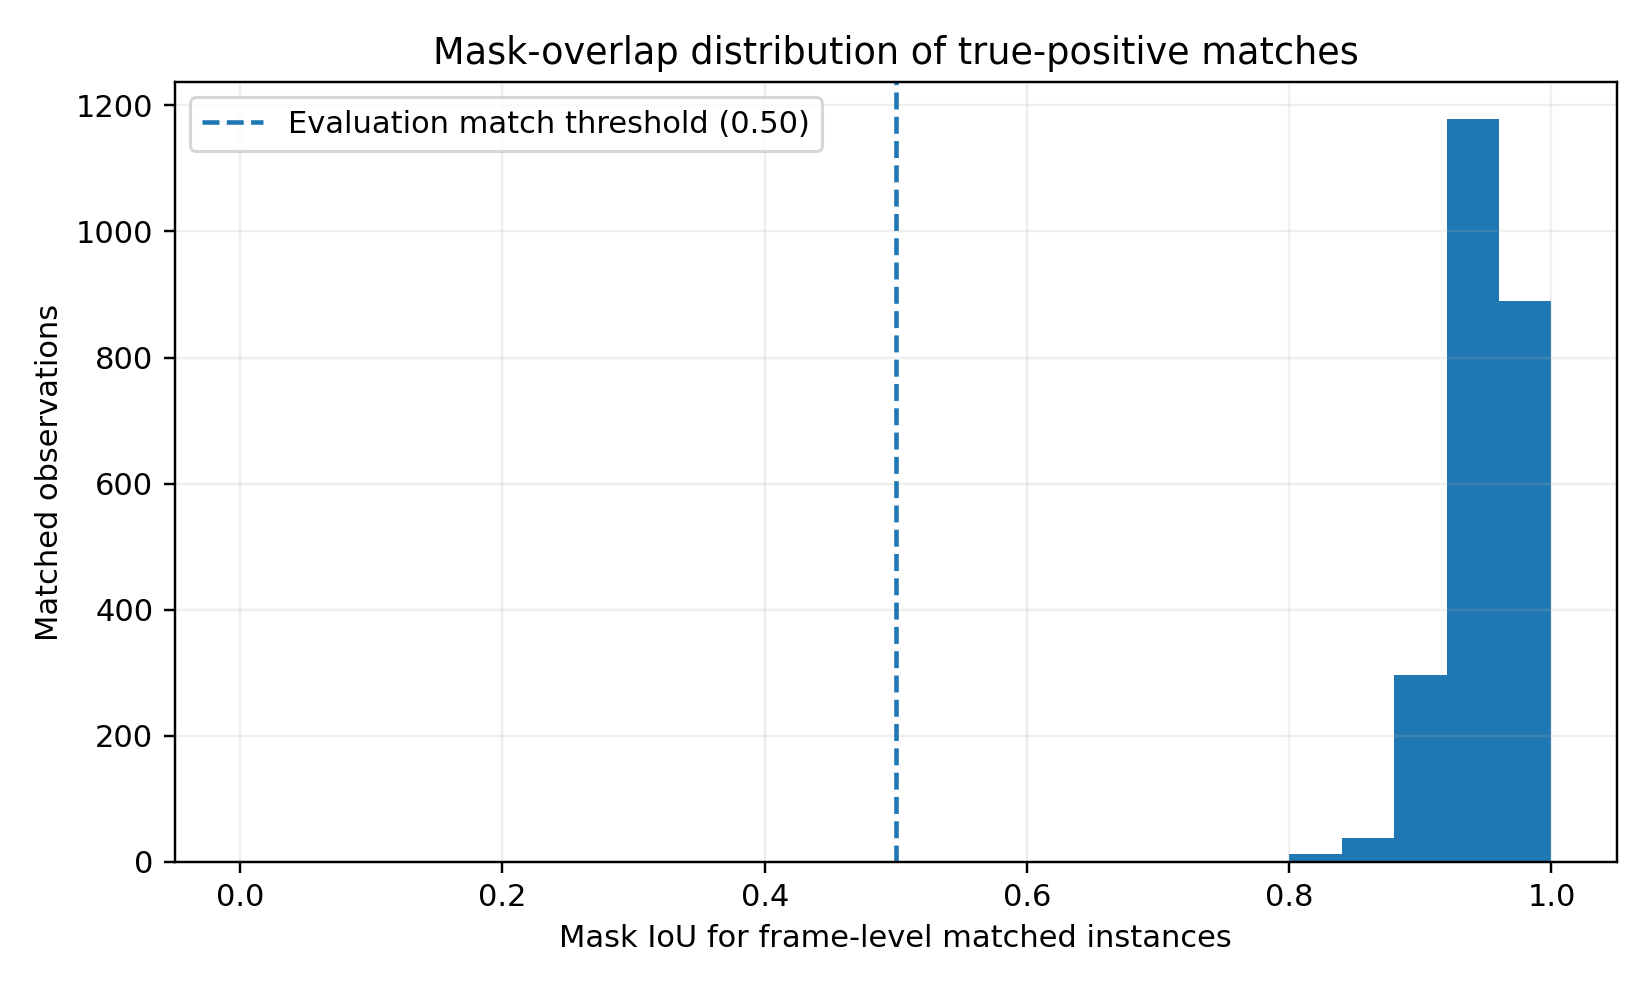 Mask-overlap distribution of true-positive matches
Evaluation match threshold (0.50)
1200
1000
800
600
400
200
0
Matched observations
0.0 0.2 0.4 0.6 0.8 1.0
Mask IoU for frame-level matched instances